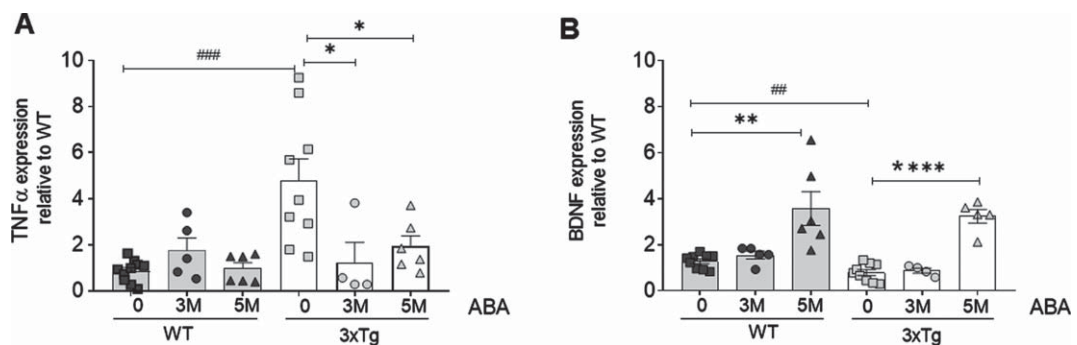 A
TNFα expression
relative to WT
10
8
6
4
2
0
###
*
*
0 3M 5M 0 3M 5M ABA
WT 3xTg
B
BDNF expression
relative to WT
10
8
6
4
2
0
##
**
* ****
0 3M 5M 0 3M 5M ABA
WT 3xTg